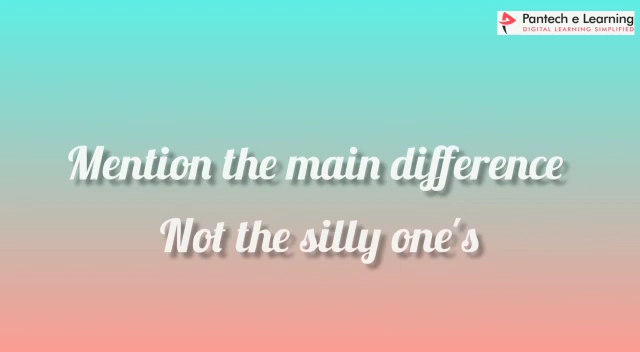 Pantech e Learning
DIGITAL LEARNING SIMPLIFIED
Mention the main difference
Not the silly one's